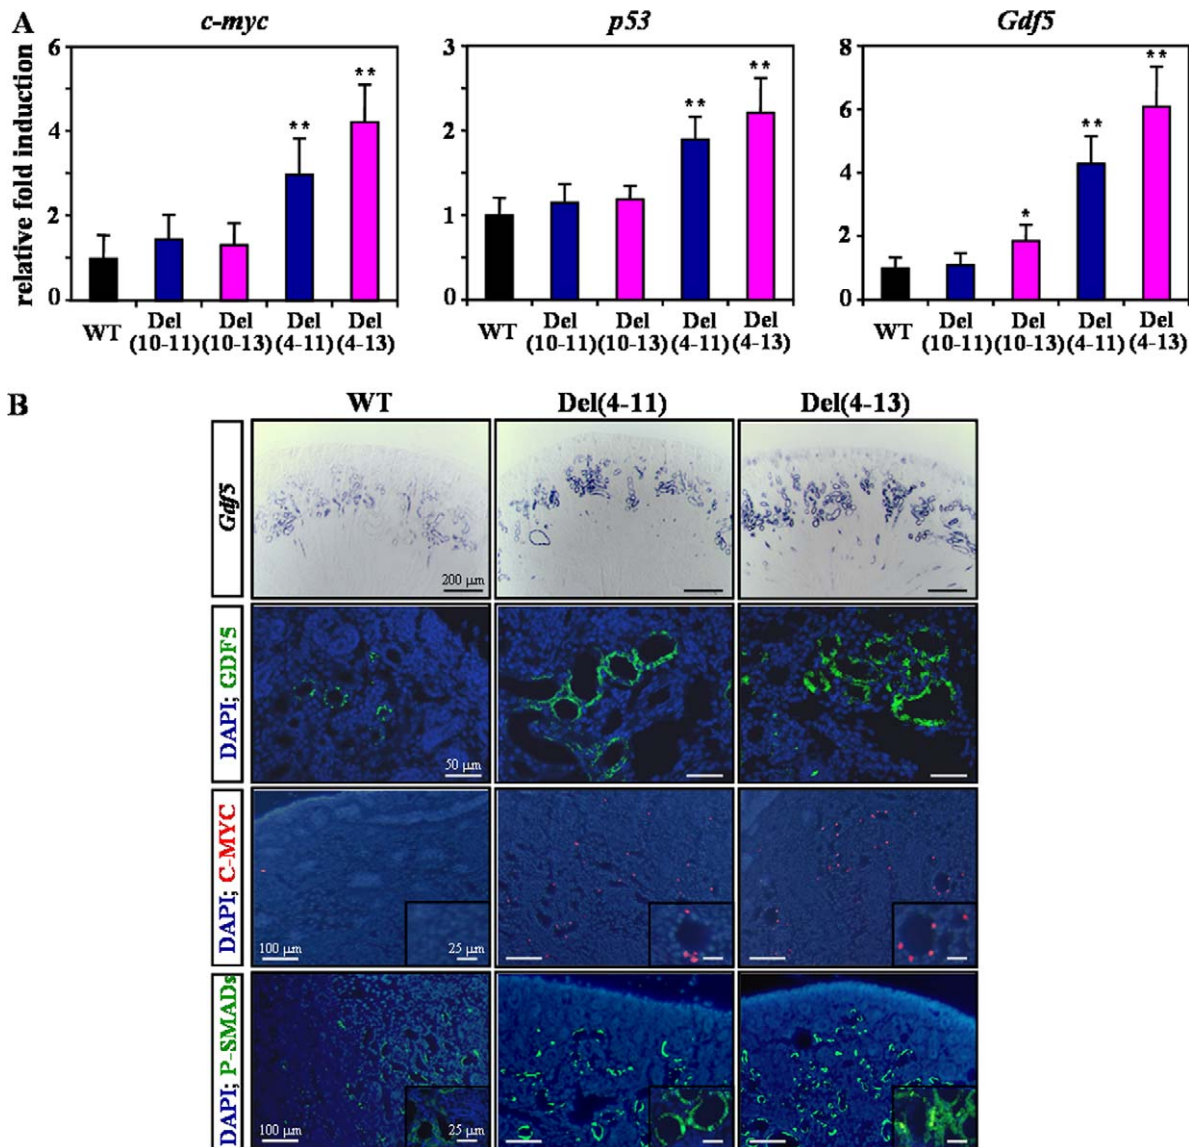 A
c-myc
p53
Gdf5
relative fold induction
6
4
2
0
**
**
WT
Del (10-11)
Del (10-13)
Del (4-11)
Del (4-13)
3
2
1
0
**
**
WT
Del (10-11)
Del (10-13)
Del (4-11)
Del (4-13)
8
6
4
2
0
*
**
**
WT
Del (10-11)
Del (10-13)
Del (4-11)
Del (4-13)
B
WT
Del(4-11)
Del(4-13)
Gdf5
200 µm
DAPI; GDF5
50 µm
DAPI; C-MYC
100 µm
25 µm
DAPI; P-SMADs
100 µm
25 µm